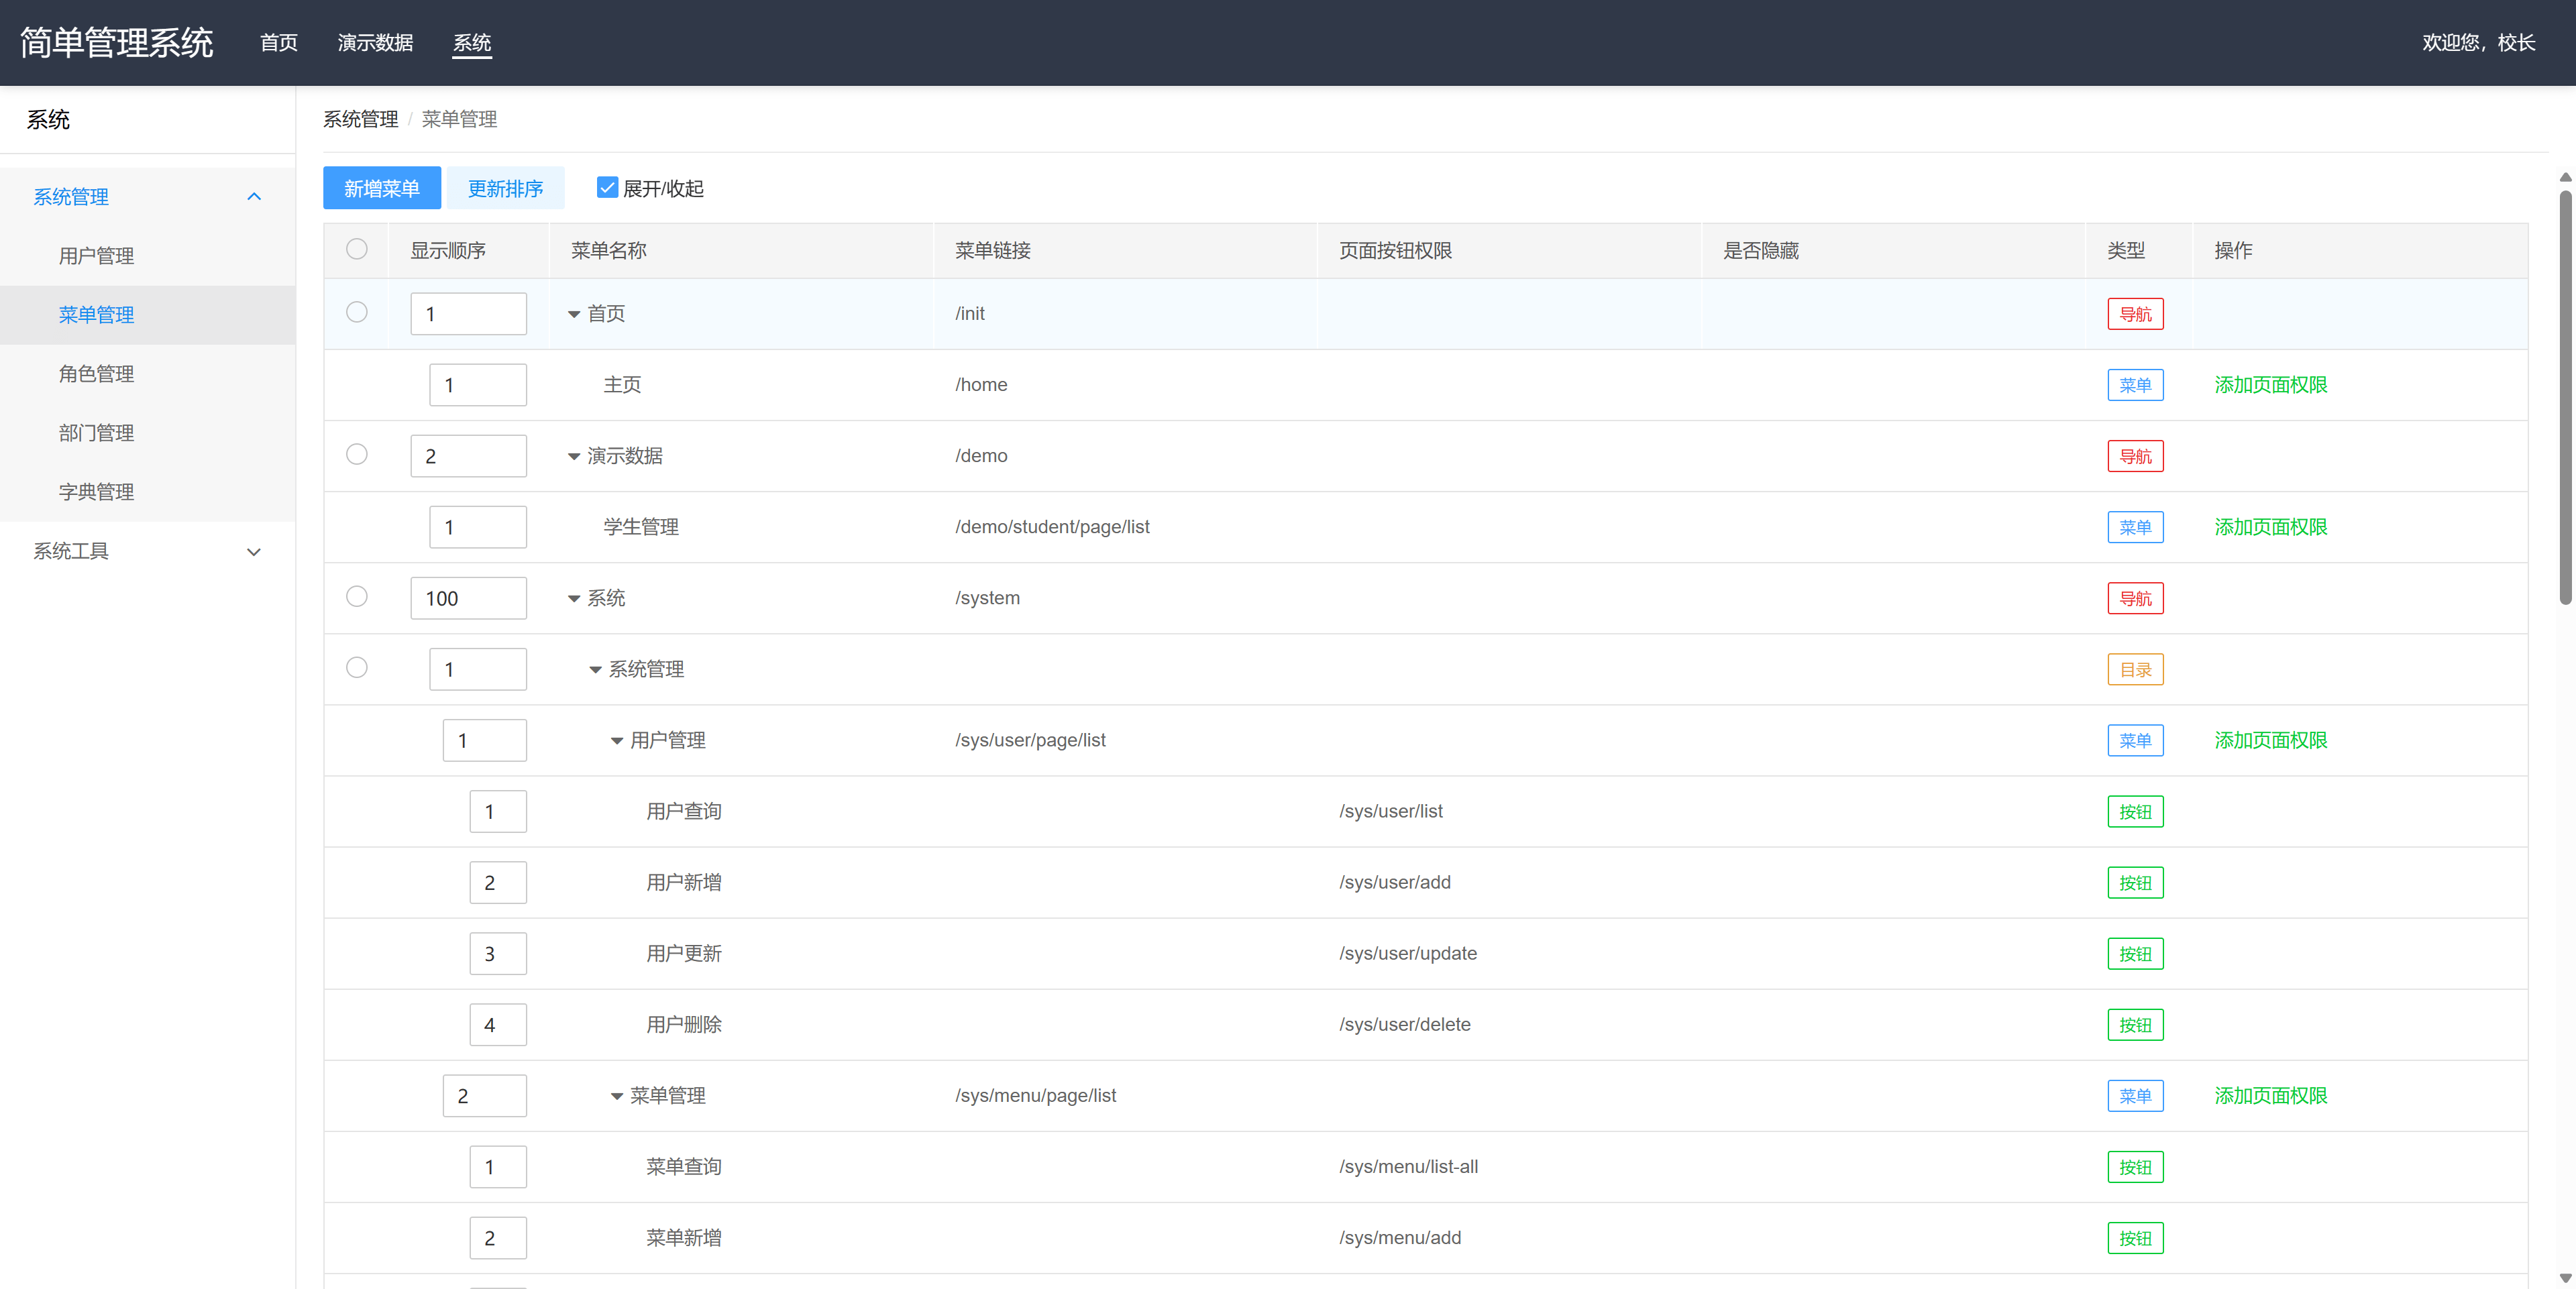 简单管理系统 首页 演示数据 系统 欢迎您，校长
系统
系统管理 / 菜单管理
系统管理
用户管理
菜单管理
角色管理
部门管理
字典管理
系统工具
新增菜单 更新排序 展开/收起
显示顺序 菜单名称 菜单链接 页面按钮权限 是否隐藏 类型 操作
1 首页 /init 导航
1 主页 /home 菜单 添加页面权限
2 演示数据 /demo 导航
1 学生管理 /demo/student/page/list 菜单 添加页面权限
100 系统 /system 导航
1 系统管理 目录
1 用户管理 /sys/user/page/list 菜单 添加页面权限
1 用户查询 /sys/user/list 按钮
2 用户新增 /sys/user/add 按钮
3 用户更新 /sys/user/update 按钮
4 用户删除 /sys/user/delete 按钮
2 菜单管理 /sys/menu/page/list 菜单 添加页面权限
1 菜单查询 /sys/menu/list-all 按钮
2 菜单新增 /sys/menu/add 按钮